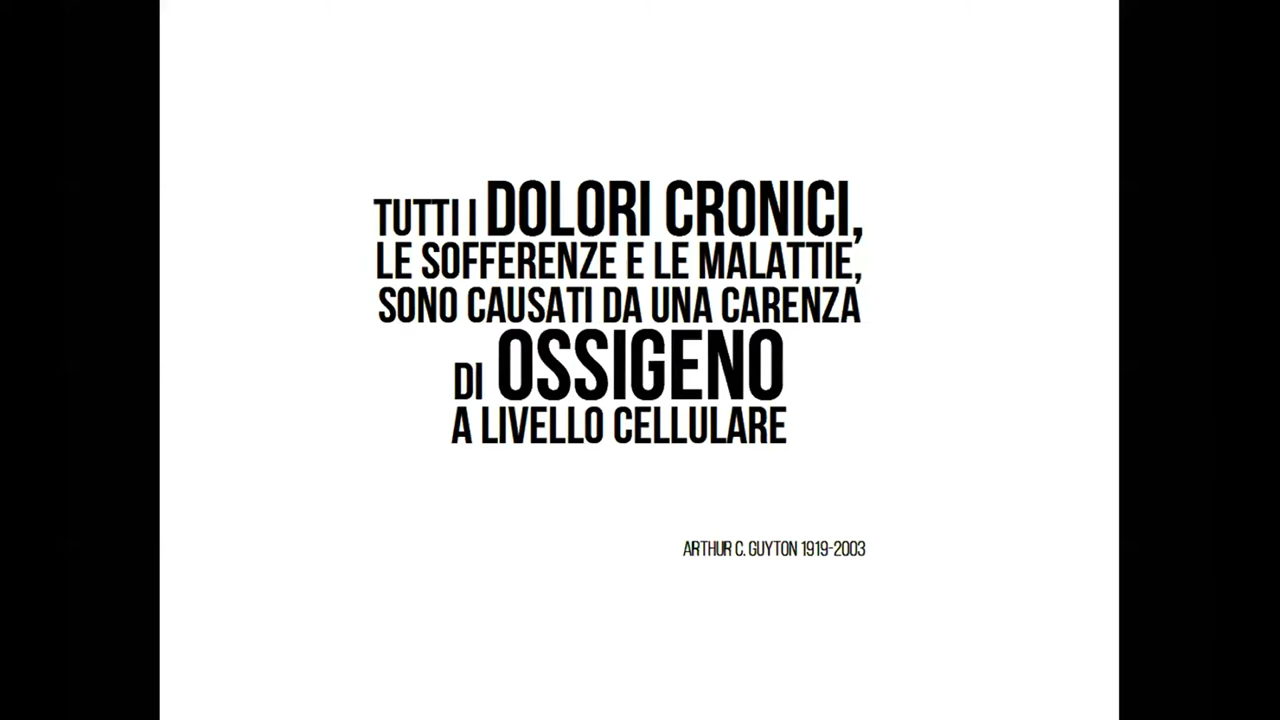 TUTTI I DOLORI CRONICI,
LE SOFFERENZE E LE MALATTIE,
SONO CAUSATI DA UNA CARENZA
DI OSSIGENO
A LIVELLO CELLULARE
ARTHUR C. GUYTON 1919-2003